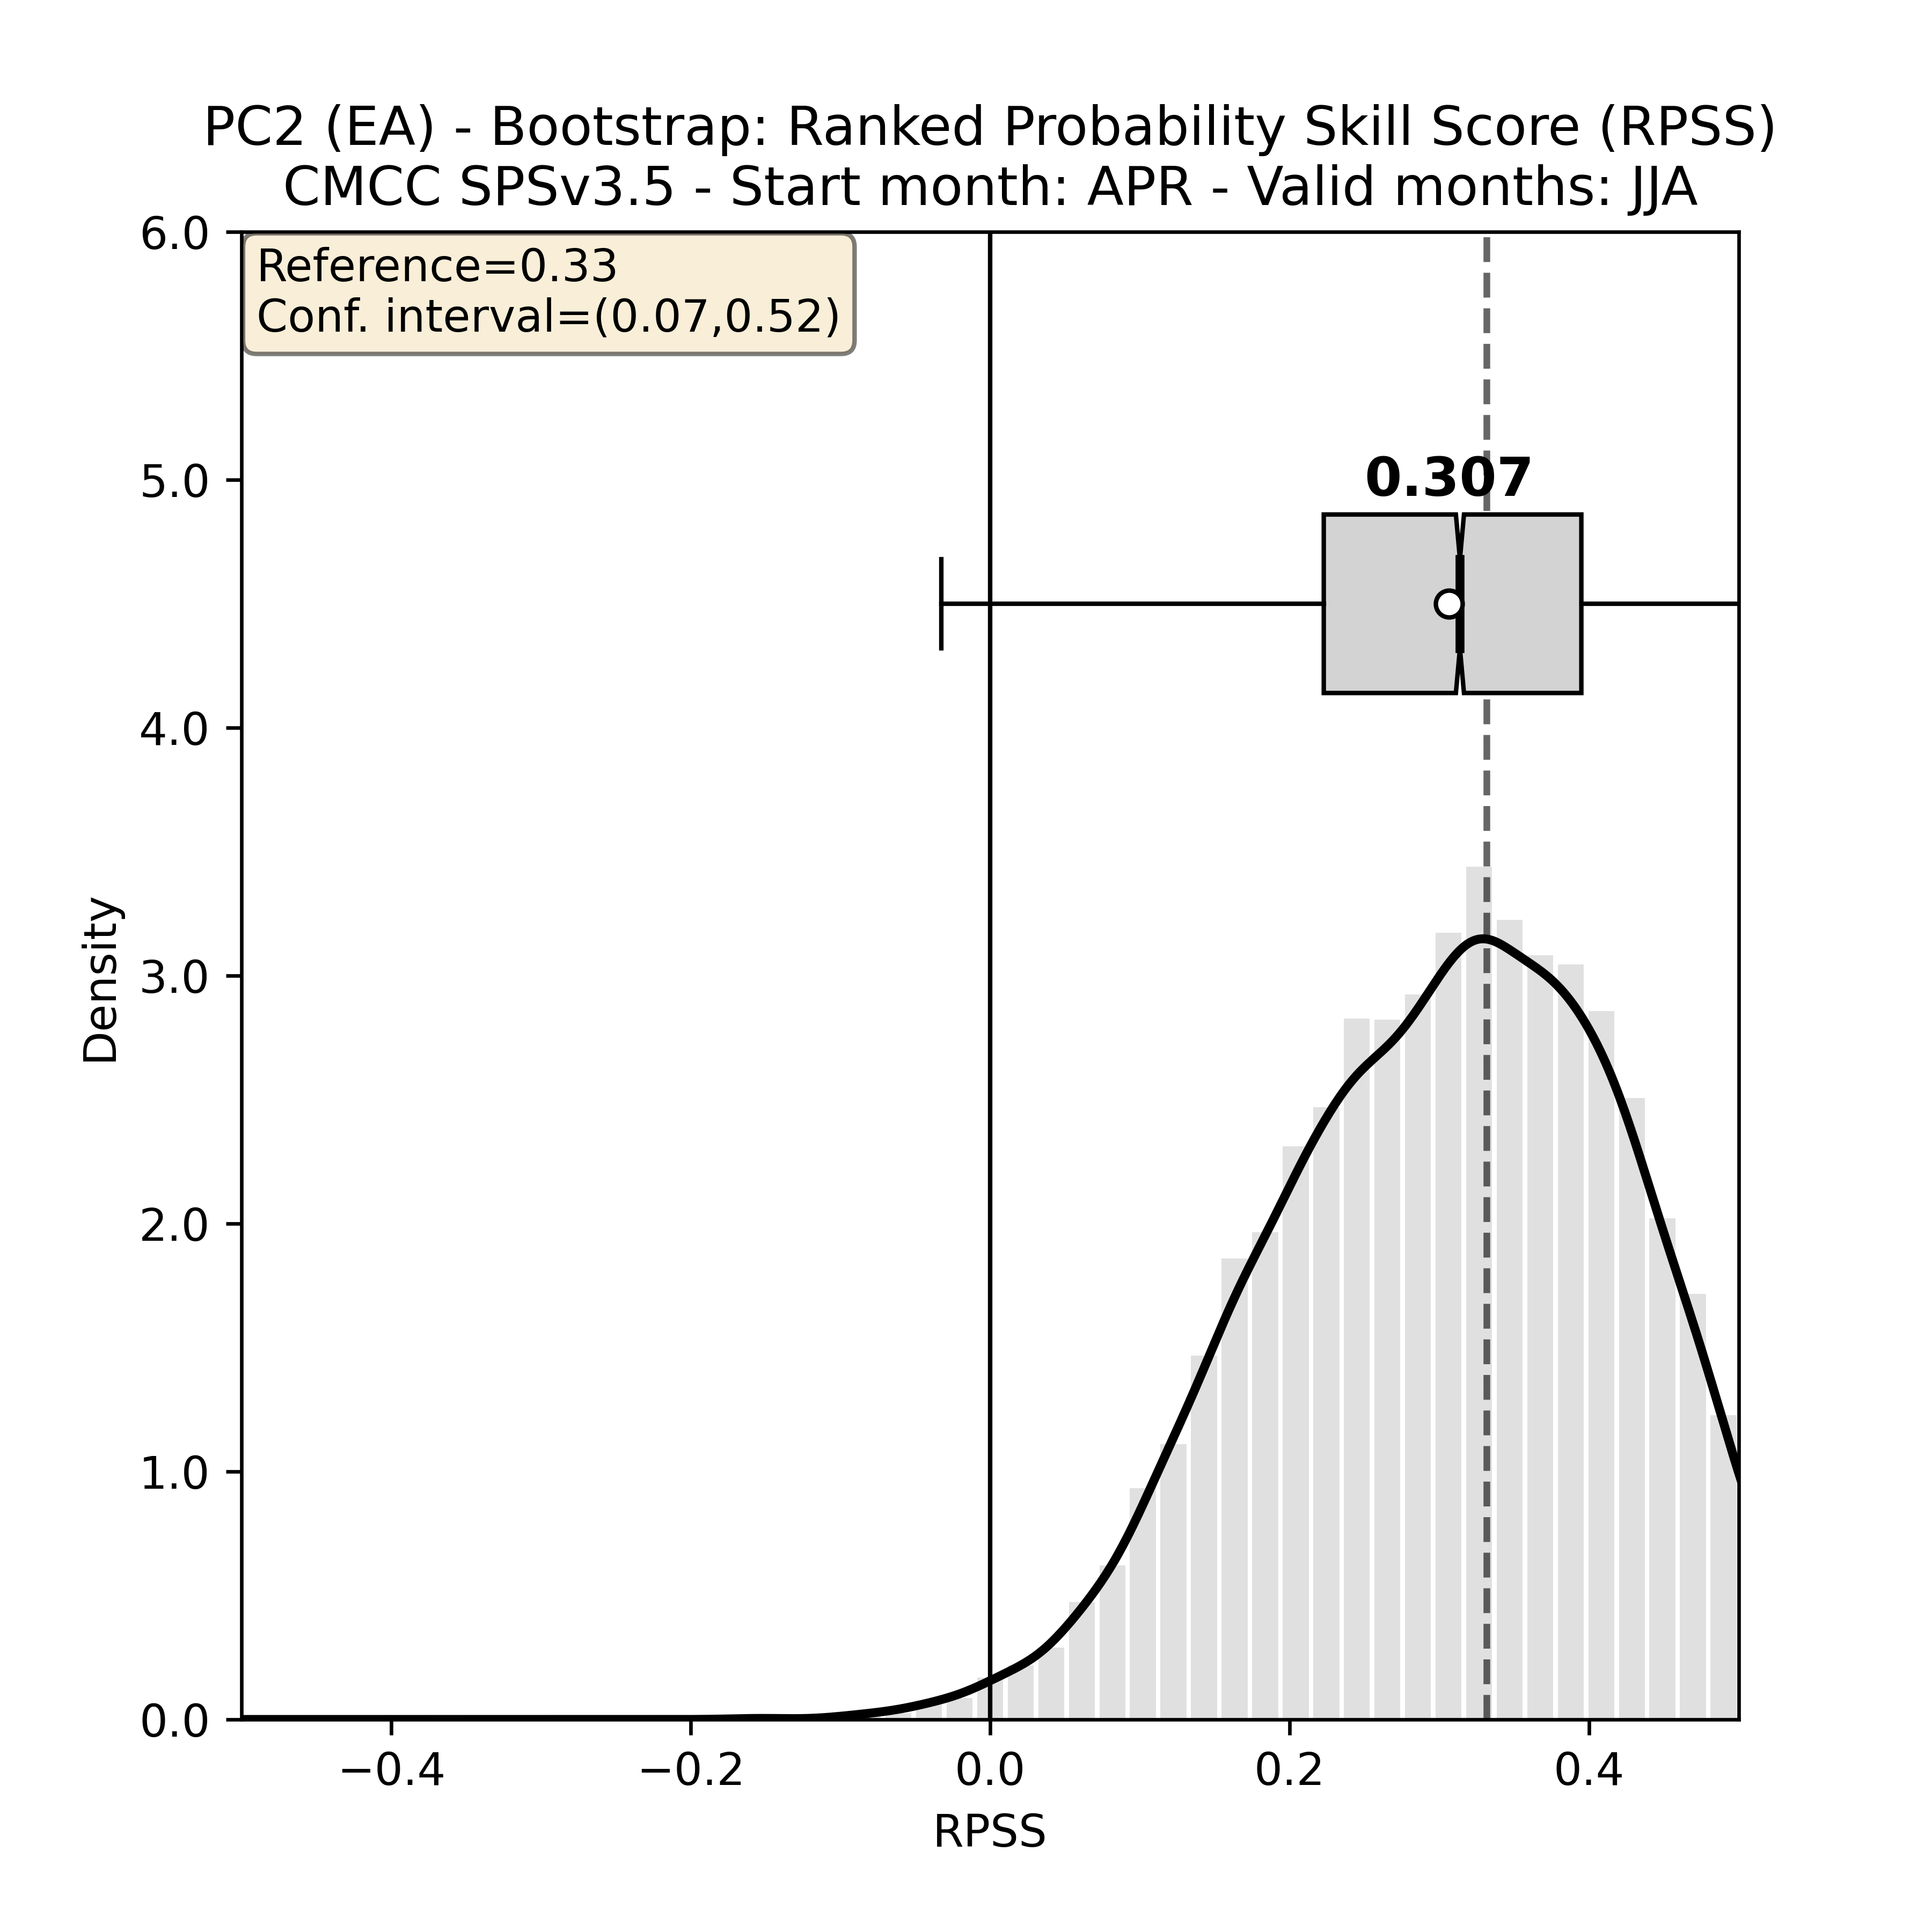 PC2 (EA) - Bootstrap: Ranked Probability Skill Score (RPSS)
CMCC SPSv3.5 - Start month: APR - Valid months: JJA
Reference=0.33
Conf. interval=(0.07,0.52)
0.307
6.0
5.0
4.0
3.0
2.0
1.0
0.0
Density
−0.4
−0.2
0.0
0.2
0.4
RPSS